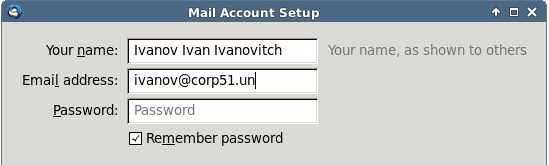 Mail Account Setup
Your name: Ivanov Ivan Ivanovitch Your name, as shown to others
Email address: ivanov@corp51.un
Password: Password
Remember password